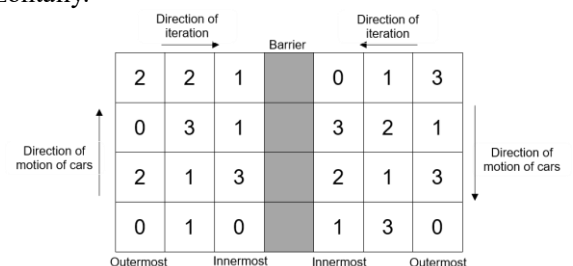 Direction of
iteration
Barrier
Direction of
iteration
2 2 1 0 1 3
0 3 1 3 2 1
2 1 3 2 1 3
0 1 0 1 3 0
Direction of
motion of cars
Direction of
motion of cars
Outermost Innermost Innermost Outermost